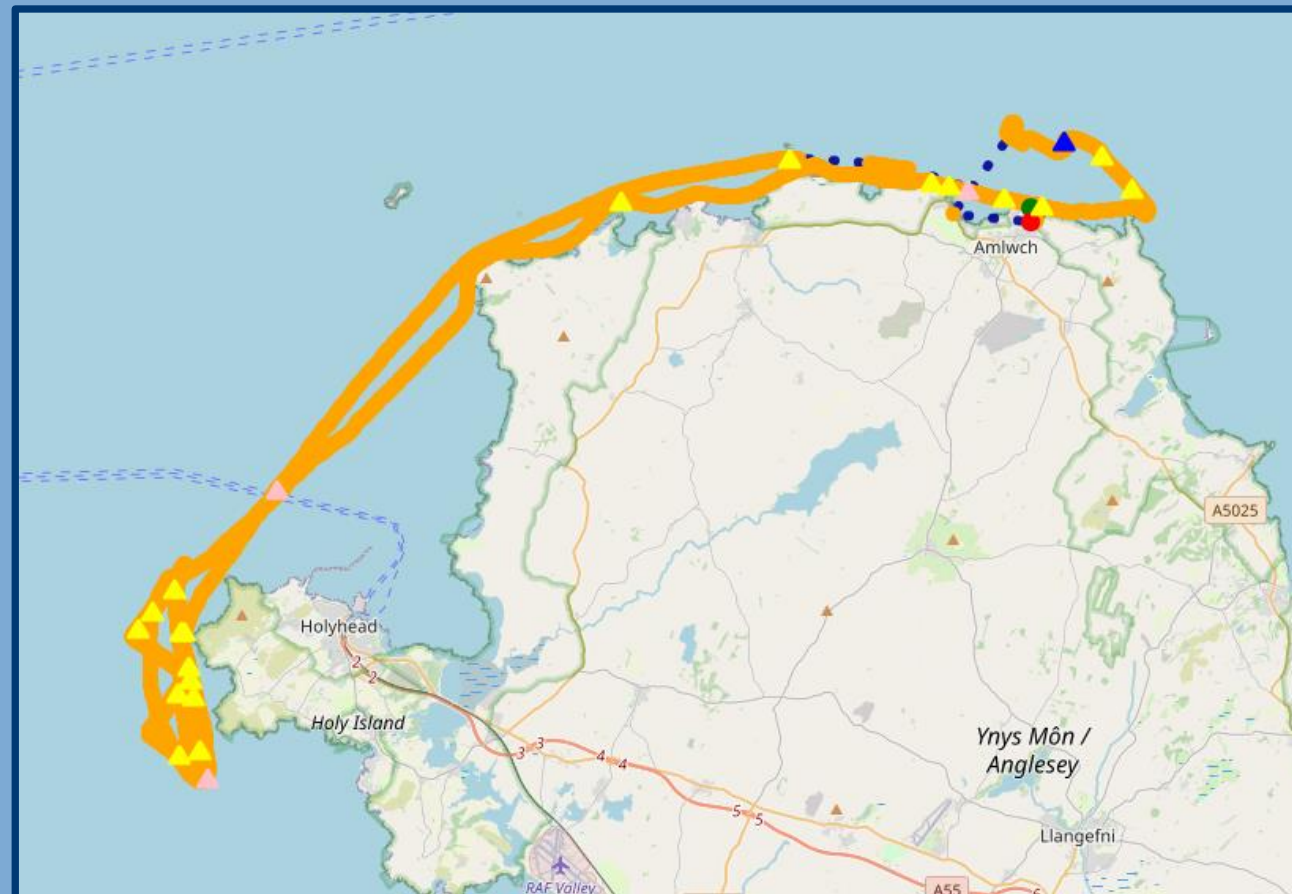 Amlwch
A5025
Holyhead
2
2
Holy Island
3
3
4
4
Ynys Môn /
Anglesey
5
5
Llangefni
RAF Valley
A55
6